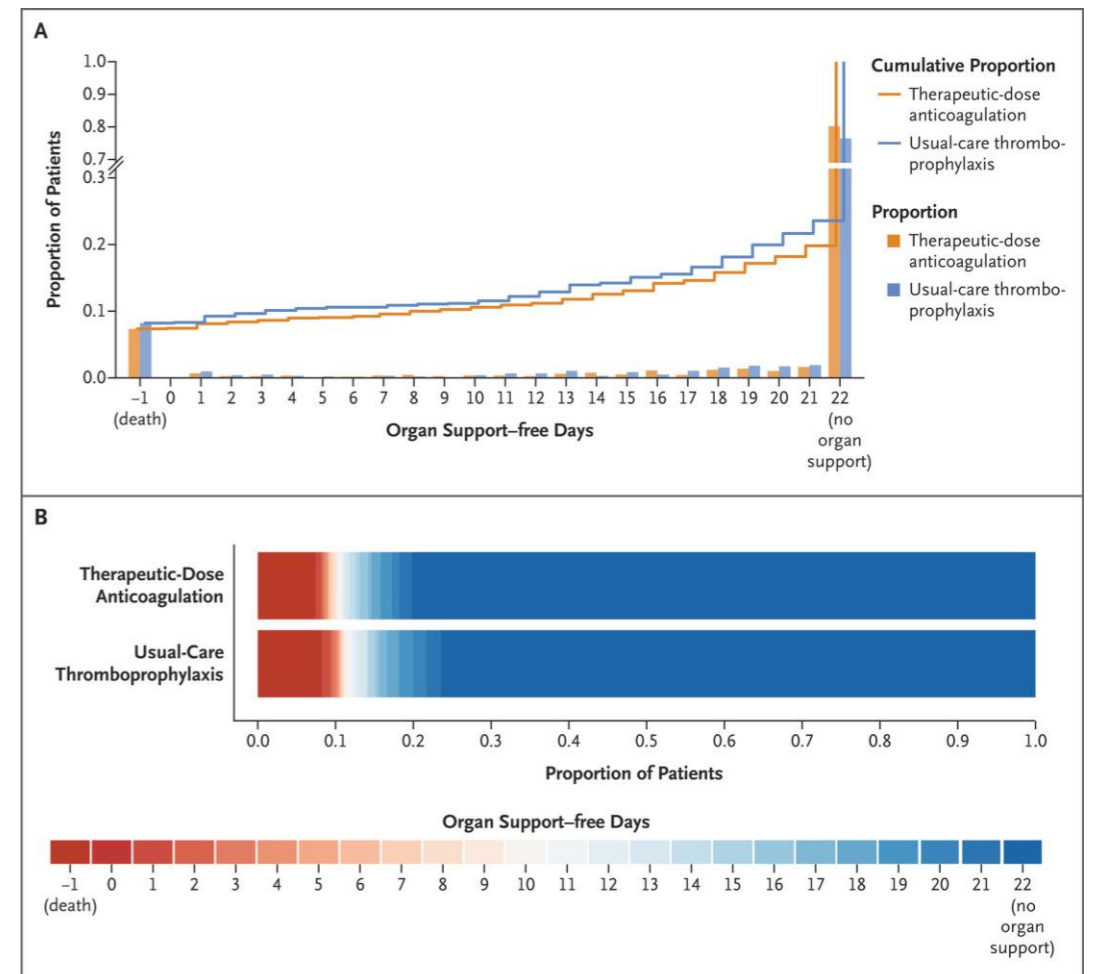 A
1.0
0.9
0.8
0.7
0.3
0.2
0.1
0.0
Proportion of Patients
–1 0 1 2 3 4 5 6 7 8 9 10 11 12 13 14 15 16 17 18 19 20 21 22
(death)
(no
organ
support)
Organ Support–free Days
Cumulative Proportion
Therapeutic-dose
anticoagulation
Usual-care thrombo-
prophylaxis
Proportion
Therapeutic-dose
anticoagulation
Usual-care thrombo-
prophylaxis
B
Therapeutic-Dose
Anticoagulation
Usual-Care
Thromboprophylaxis
0.0 0.1 0.2 0.3 0.4 0.5 0.6 0.7 0.8 0.9 1.0
Proportion of Patients
Organ Support–free Days
–1 0 1 2 3 4 5 6 7 8 9 10 11 12 13 14 15 16 17 18 19 20 21 22
(death)
(no
organ
support)